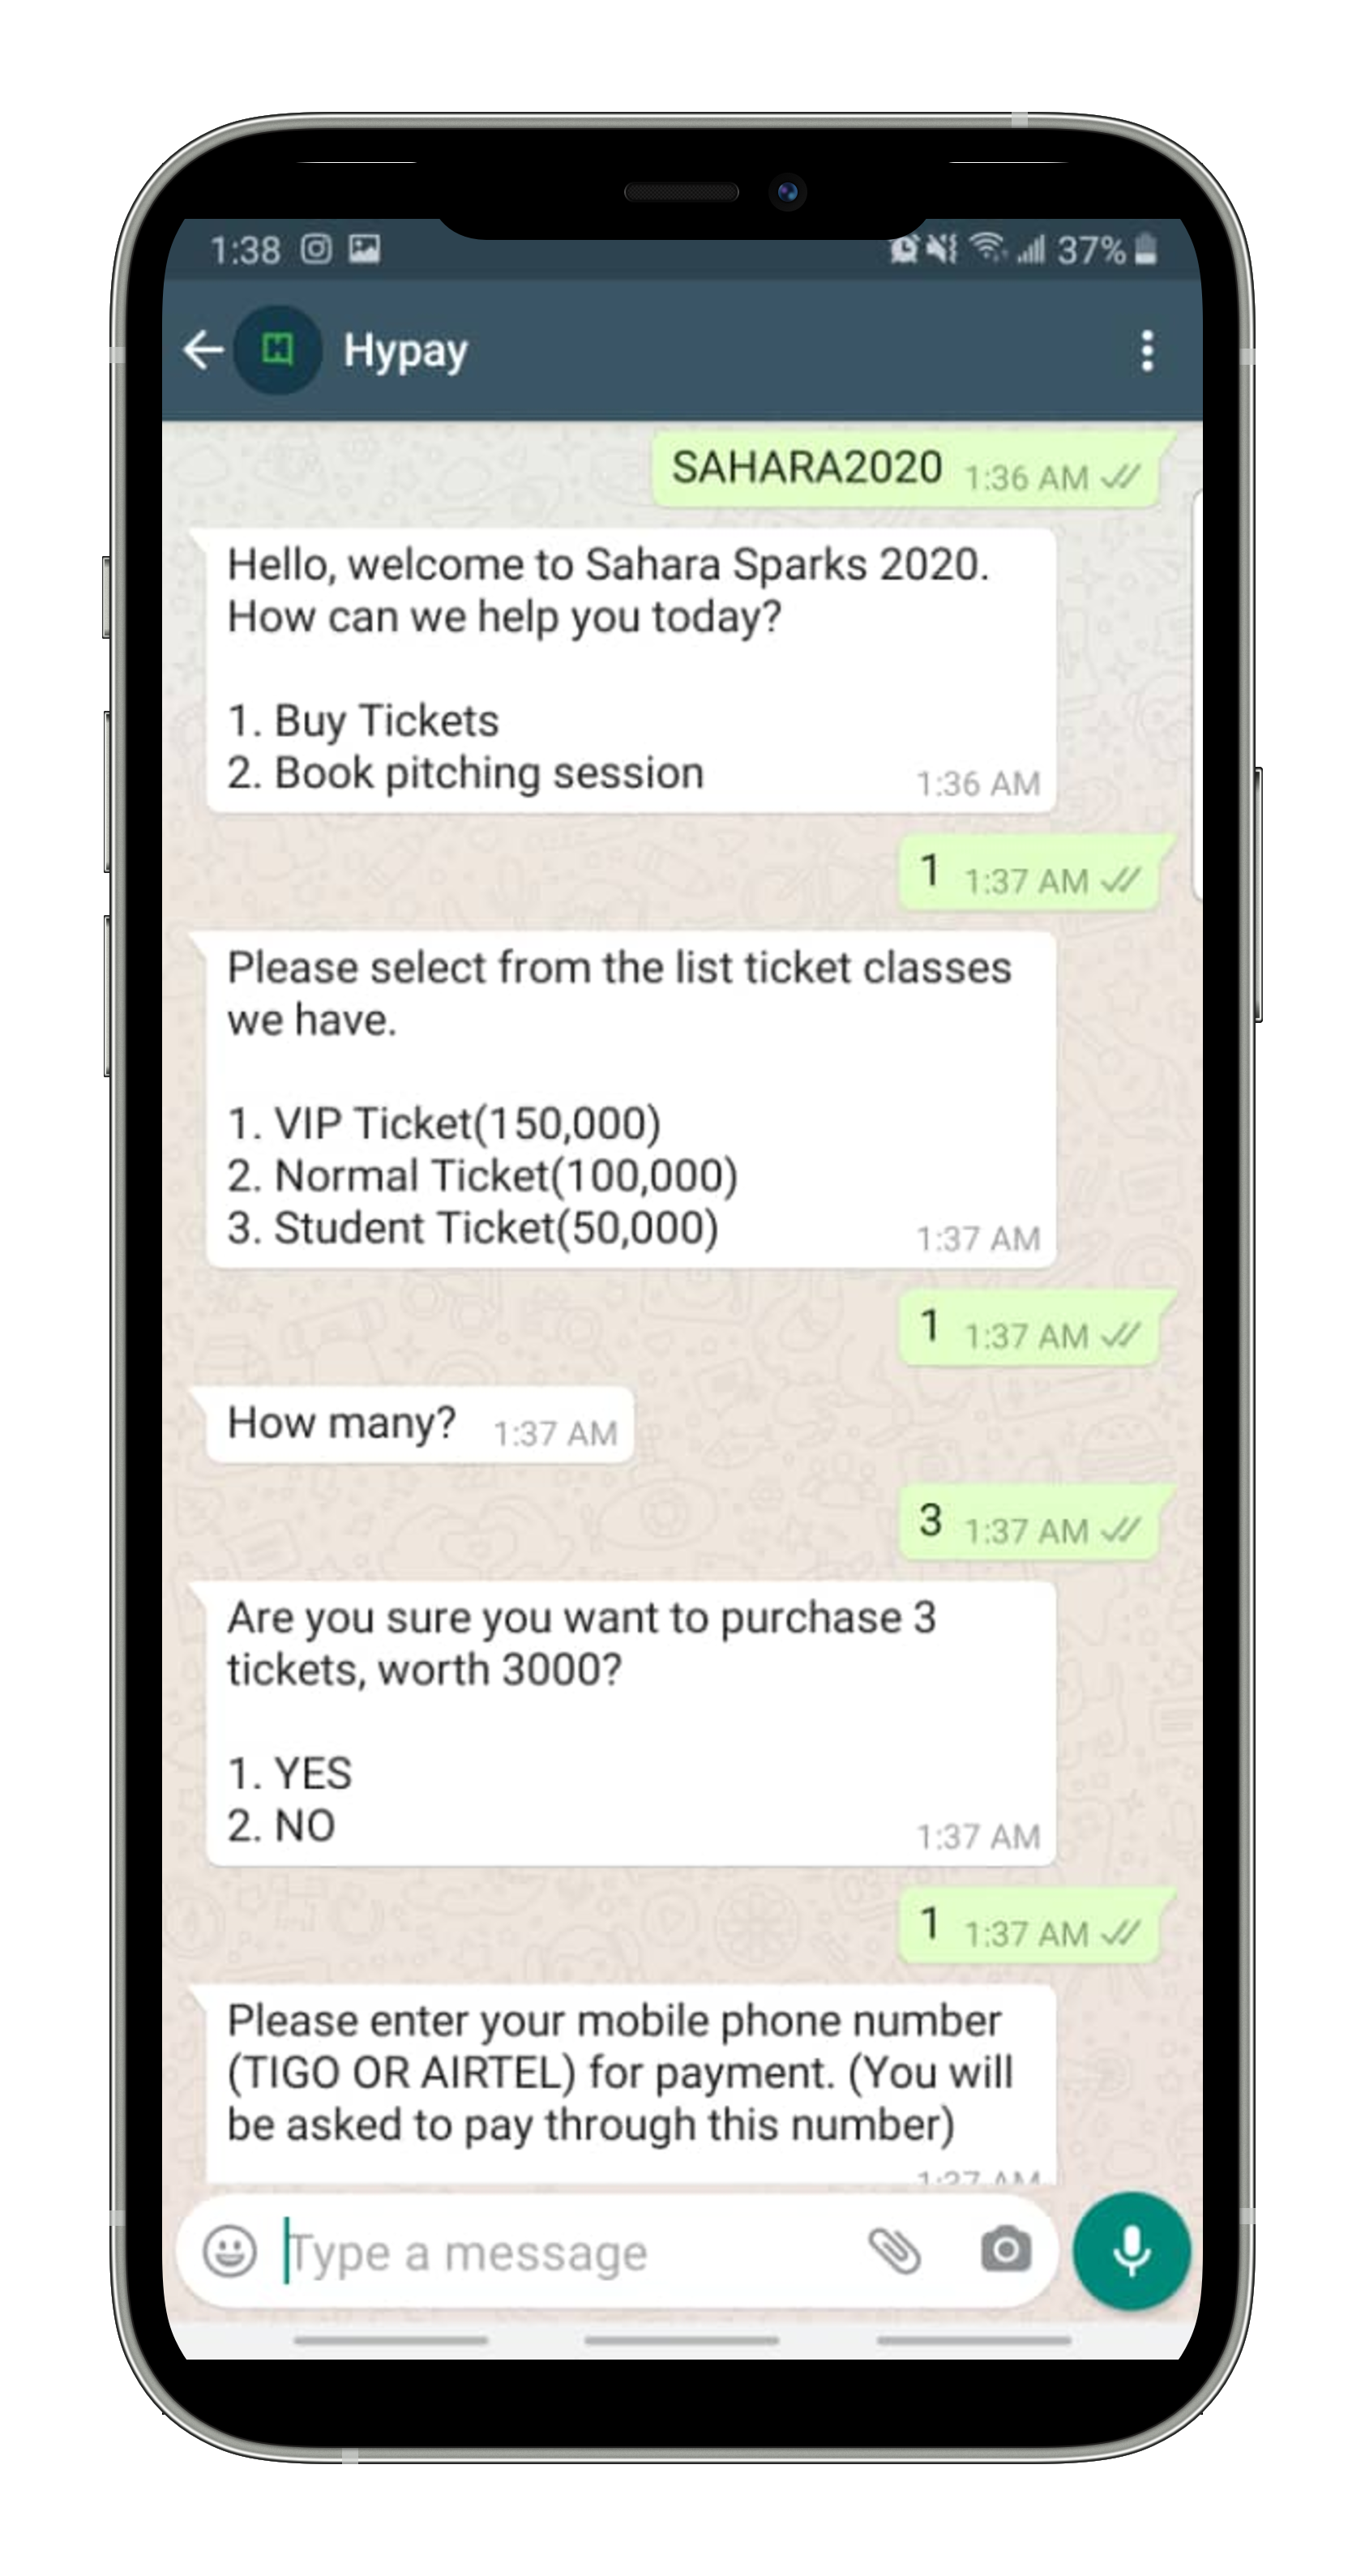 1:38 37%
Hypay
SAHARA2020 1:36 AM
Hello, welcome to Sahara Sparks 2020.
How can we help you today?
1. Buy Tickets
2. Book pitching session 1:36 AM
1 1:37 AM
Please select from the list ticket classes
we have.
1. VIP Ticket(150,000)
2. Normal Ticket(100,000)
3. Student Ticket(50,000) 1:37 AM
1 1:37 AM
How many? 1:37 AM
3 1:37 AM
Are you sure you want to purchase 3
tickets, worth 3000?
1. YES
2. NO 1:37 AM
1 1:37 AM
Please enter your mobile phone number
(TIGO OR AIRTEL) for payment. (You will
be asked to pay through this number)
1:37 AM
Type a message